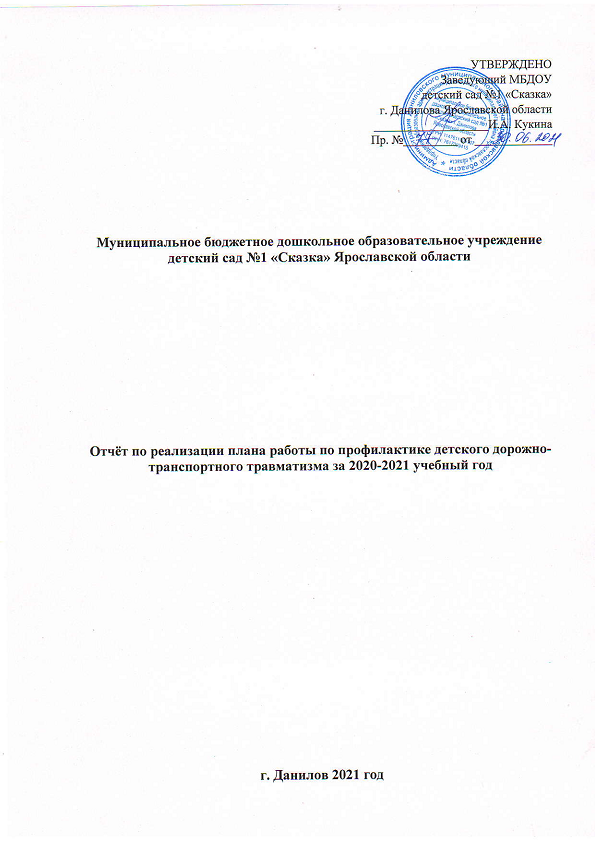 УТВЕРЖДЕНО
Заведующий МБДОУ
детский сад №1 «Сказка»
г. Данилова Ярославской области
И.А. Кукина
Пр. № от 30.06.2021
Муниципальное бюджетное дошкольное образовательное учреждение
детский сад №1 «Сказка» Ярославской области
Отчёт по реализации плана работы по профилактике детского дорожно-
транспортного травматизма за 2020-2021 учебный год
г. Данилов 2021 год